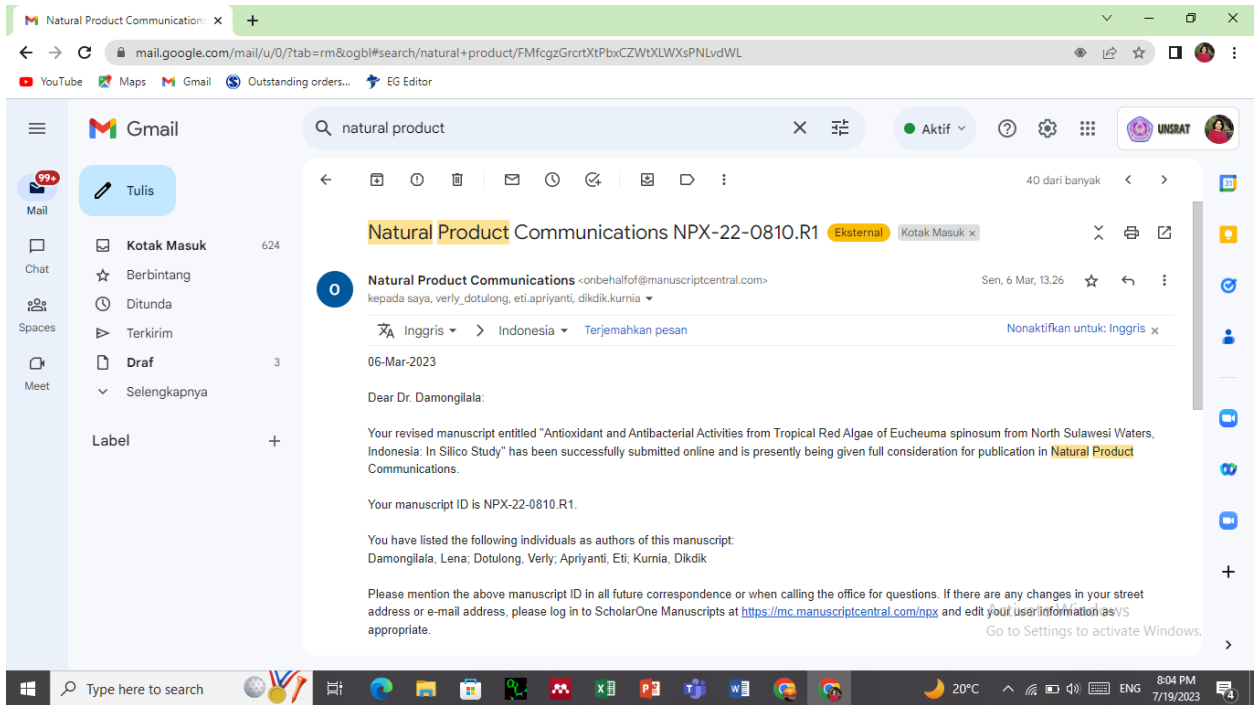 Natural Product Communications
mail.google.com/mail/u/0/?tab=rm&ogbl#search/natural+product/FMfcgzGrcrtXtPbxCZWtXLWXsPNLvdWL
YouTube Maps Gmail Outstanding orders... EG Editor
Gmail
natural product
Aktif
UNSRAT
99+
Mail
Chat
Spaces
Meet
Tulis
Kotak Masuk 624
Berbintang
Ditunda
Terkirim
Draf 3
Selengkapnya
Label
40 dari banyak
31
Natural Product Communications NPX-22-0810.R1 Eksternal Kotak Masuk x
O
Natural Product Communications <onbehalfof@manuscriptcentral.com> Sen, 6 Mar, 13.26
kepada saya, verly_dotulong, eti.apriyanti, dikdik.kurnia
Inggris > Indonesia Terjemahkan pesan Nonaktifkan untuk: Inggris x
06-Mar-2023
Dear Dr. Damongilala:
Your revised manuscript entitled "Antioxidant and Antibacterial Activities from Tropical Red Algae of Eucheuma spinosum from North Sulawesi Waters,
Indonesia: In Silico Study" has been successfully submitted online and is presently being given full consideration for publication in Natural Product
Communications.
Your manuscript ID is NPX-22-0810.R1.
You have listed the following individuals as authors of this manuscript:
Damongilala, Lena; Dotulong, Verly; Apriyanti, Eti; Kurnia, Dikdik
Please mention the above manuscript ID in all future correspondence or when calling the office for questions. If there are any changes in your street
address or e-mail address, please log in to ScholarOne Manuscripts at https://mc.manuscriptcentral.com/npx and edit your user information as
appropriate.
Activate Windows
Go to Settings to activate Windows.
Type here to search
20°C
ENG
8:04 PM
7/19/2023
4